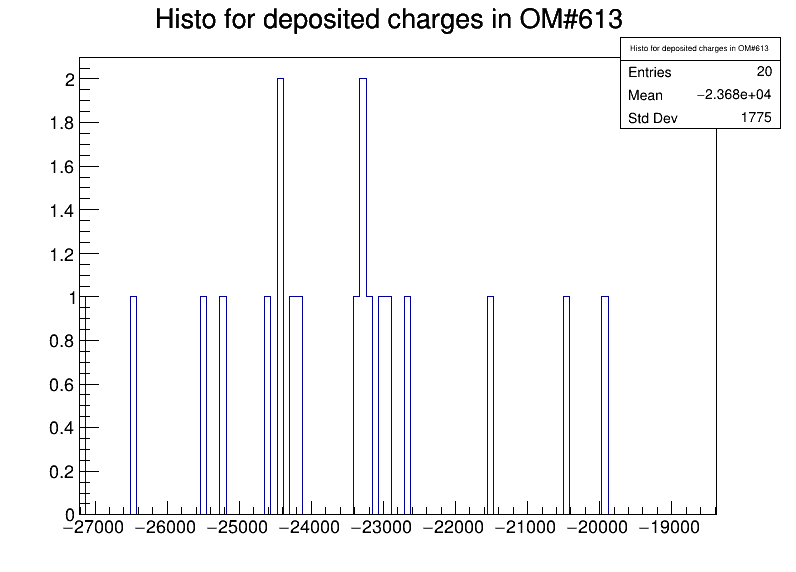 Histo for deposited charges in OM#613
Histo for deposited charges in OM#613
Entries 20
Mean −2.368e+04
Std Dev 1775
2
1.8
1.6
1.4
1.2
1
0.8
0.6
0.4
0.2
0
−27000 −26000 −25000 −24000 −23000 −22000 −21000 −20000 −19000